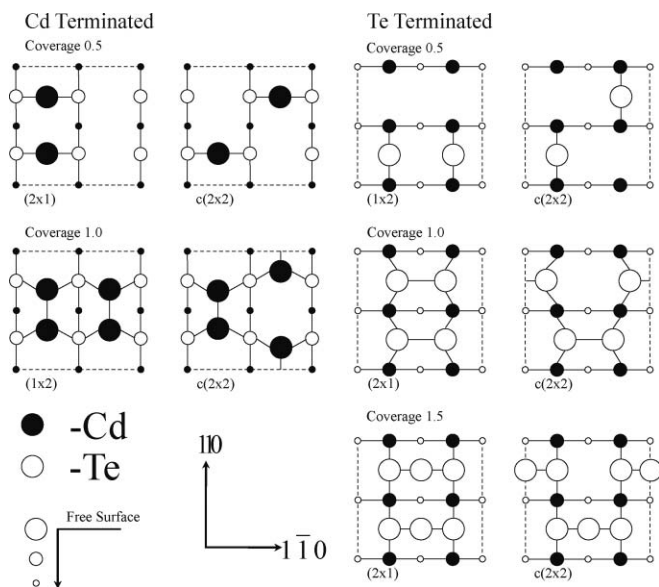 Cd Terminated
Coverage 0.5
(2x1)
c(2x2)
Coverage 1.0
(1x2)
c(2x2)
-Cd
-Te
Free Surface
110
11̅0
Te Terminated
Coverage 0.5
(1x2)
c(2x2)
Coverage 1.0
(2x1)
c(2x2)
Coverage 1.5
(2x1)
c(2x2)